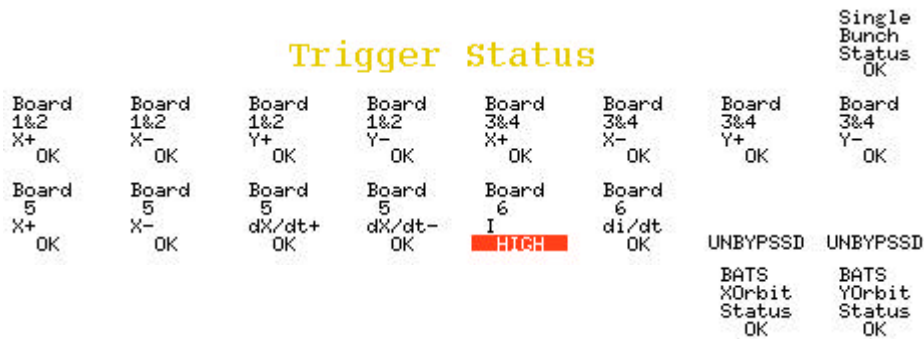 Single
Bunch
Status
OK
Trigger Status
Board Board Board Board Board Board Board Board
1&2 1&2 1&2 1&2 3&4 3&4 3&4 3&4
X+ X- Y+ Y- X+ X- Y+ Y-
OK OK OK OK OK OK OK OK
Board Board Board Board Board Board
5 5 5 5 6 6
X+ X- dX/dt+ dX/dt- I di/dt
OK OK OK OK HIGH OK UNBYPSSD UNBYPSSD
BATS BATS
XOrbit YOrbit
Status Status
OK OK